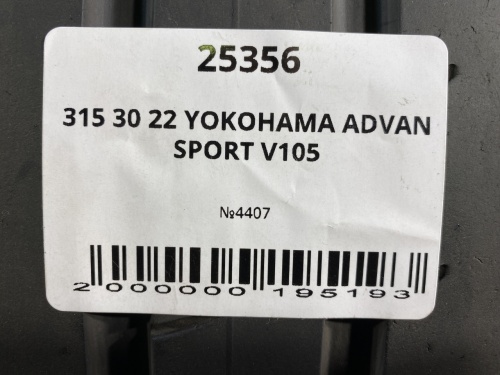 25356
315 30 22 YOKOHAMA ADVAN
SPORT V105
№4407
2 000000 195193